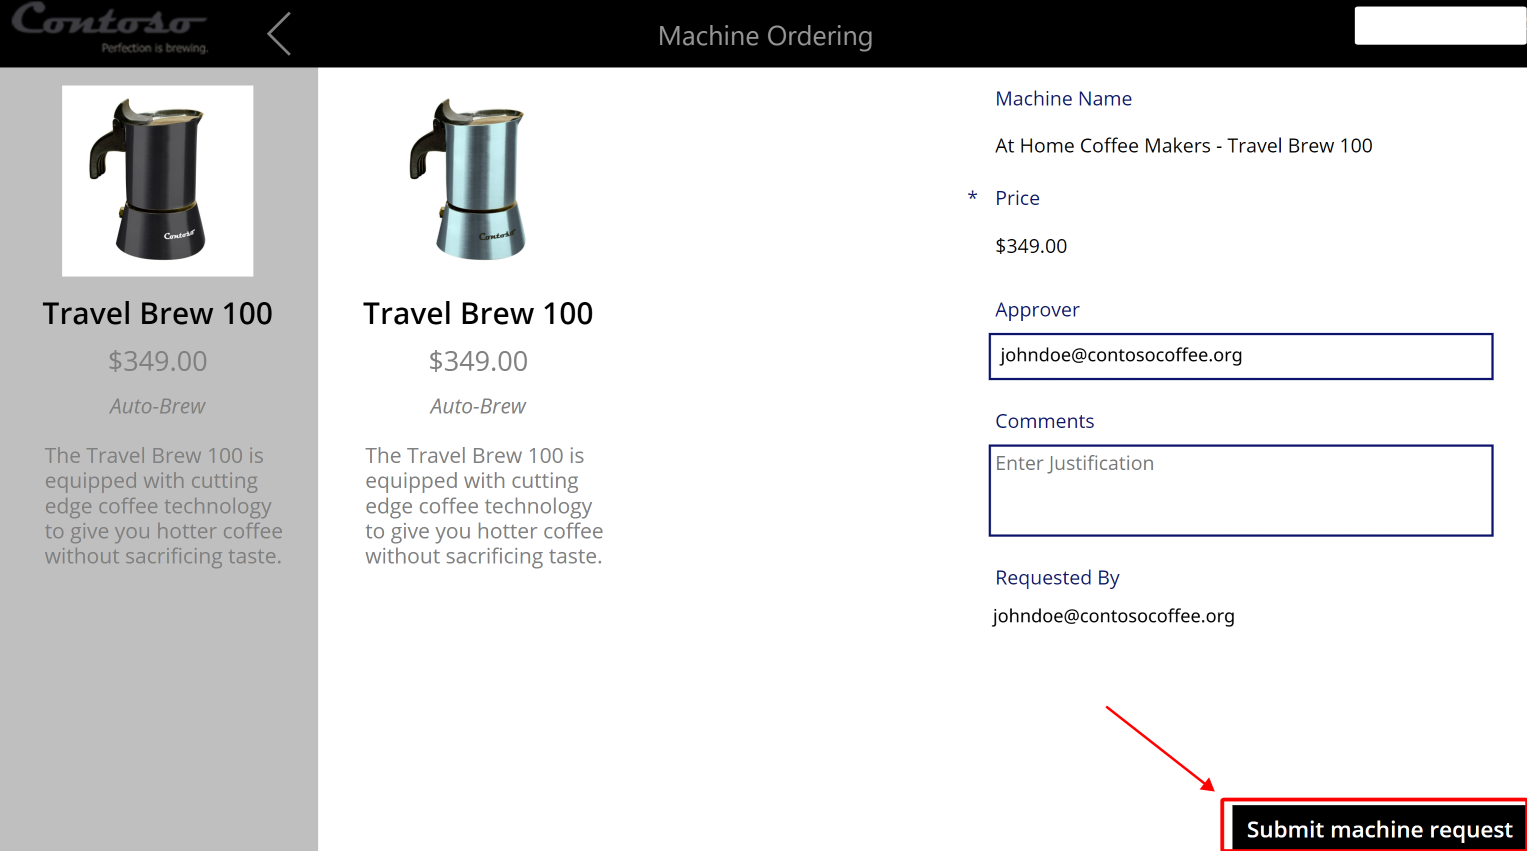 Contoso
Perfection is brewing.
Machine Ordering
Contoso
Travel Brew 100
$349.00
Auto-Brew
The Travel Brew 100 is
equipped with cutting
edge coffee technology
to give you hotter coffee
without sacrificing taste.
Contoso
Travel Brew 100
$349.00
Auto-Brew
The Travel Brew 100 is
equipped with cutting
edge coffee technology
to give you hotter coffee
without sacrificing taste.
Machine Name
At Home Coffee Makers - Travel Brew 100
* Price
$349.00
Approver
johndoe@contosocoffee.org
Comments
Enter Justification
Requested By
johndoe@contosocoffee.org
Submit machine request